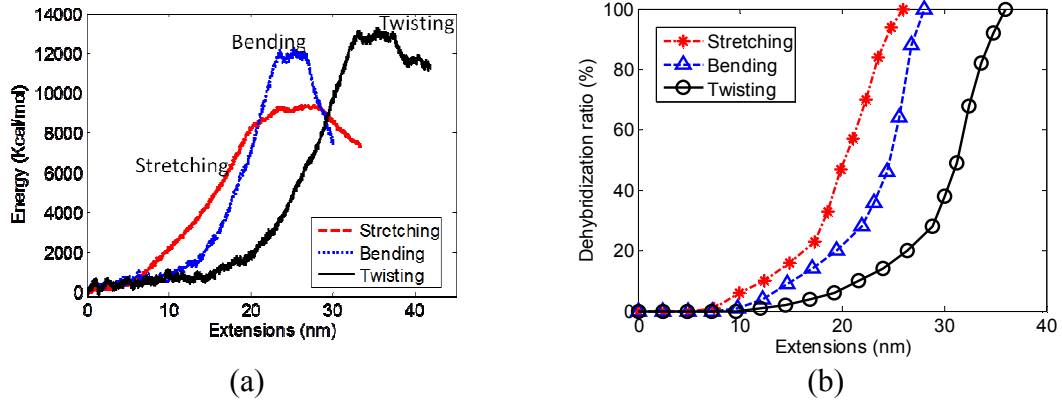 14000
12000
10000
8000
6000
4000
2000
0
Energy (Kcal/mol)
Twisting
Bending
Stretching
Stretching
Bending
Twisting
0 10 20 30 40
Extensions (nm)
(a)
100
80
60
40
20
0
Dehybridization ratio (%)
Stretching
Bending
Twisting
0 10 20 30 40
Extensions (nm)
(b)